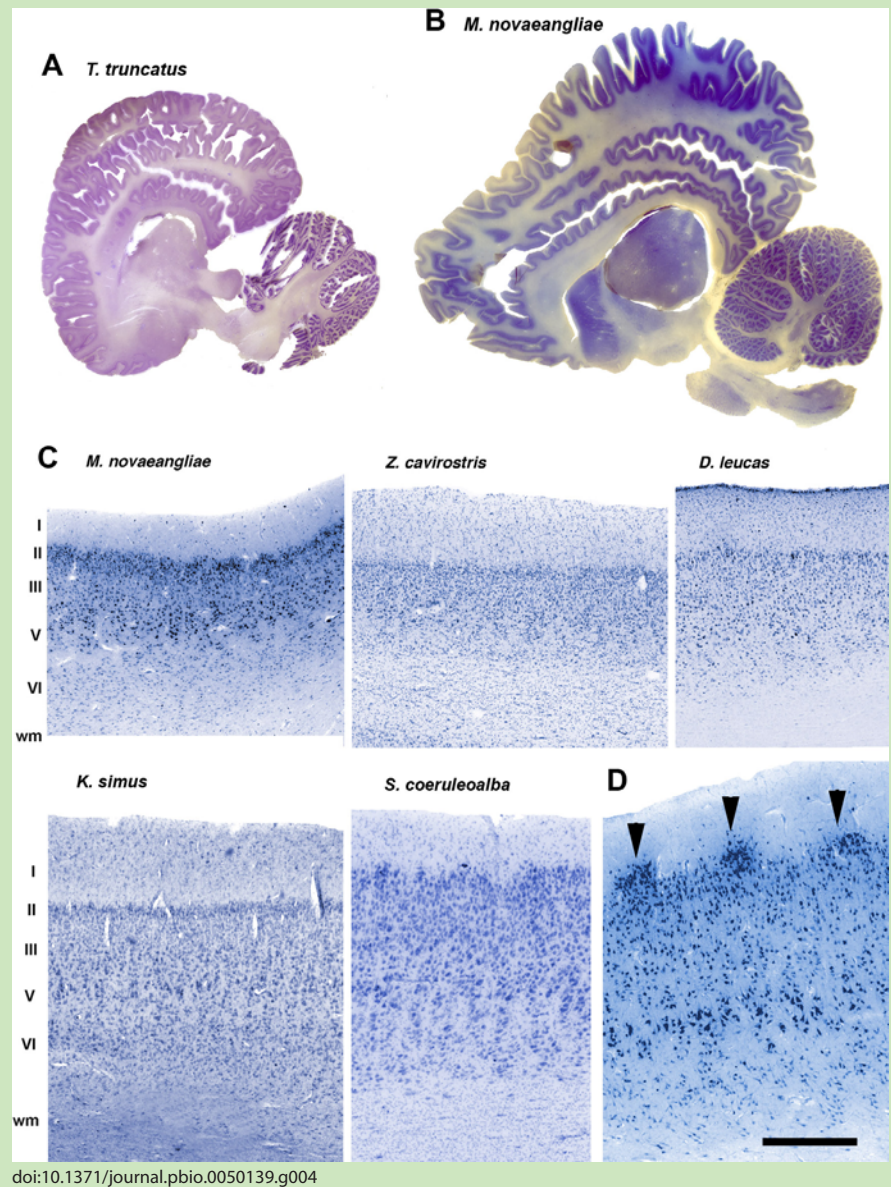 A T. truncatus
B M. novaeangliae
C M. novaeangliae Z. cavirostris D. leucas
I
II
III
V
VI
wm
K. simus S. coeruleoalba D
I
II
III
V
VI
wm
doi:10.1371/journal.pbio.0050139.g004